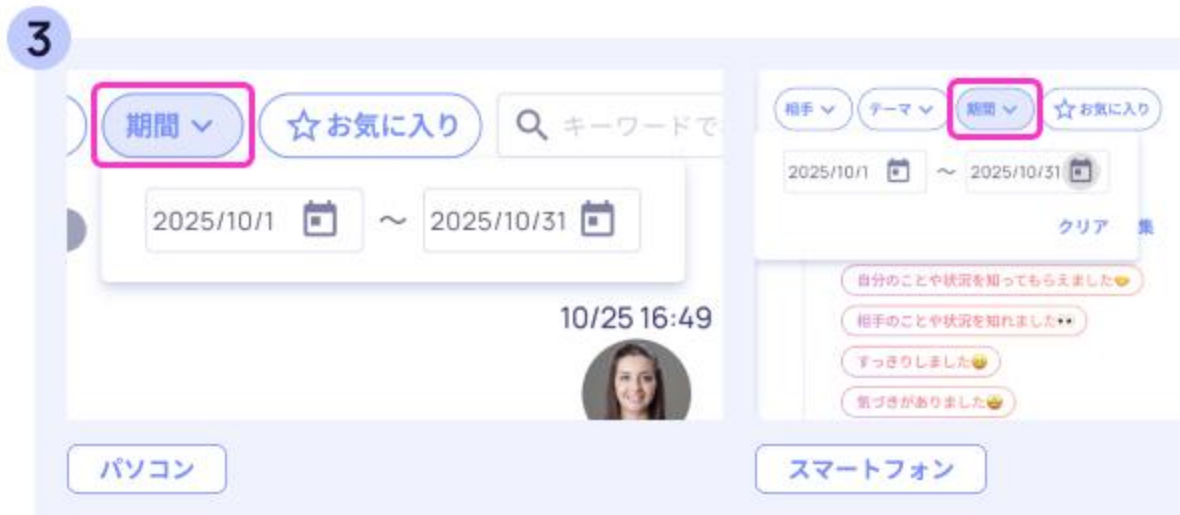 3
期間 お気に入り キーワードで
2025/10/1 ～ 2025/10/31
10/25 16:49
パソコン
相手 テーマ 期間 お気に入り
2025/10/1 ～ 2025/10/31
クリア 集
自分のことや状況を知ってもらえました🤝
相手のことや状況を知れました👀
すっきりしました😄
気づきがありました🤩
スマートフォン